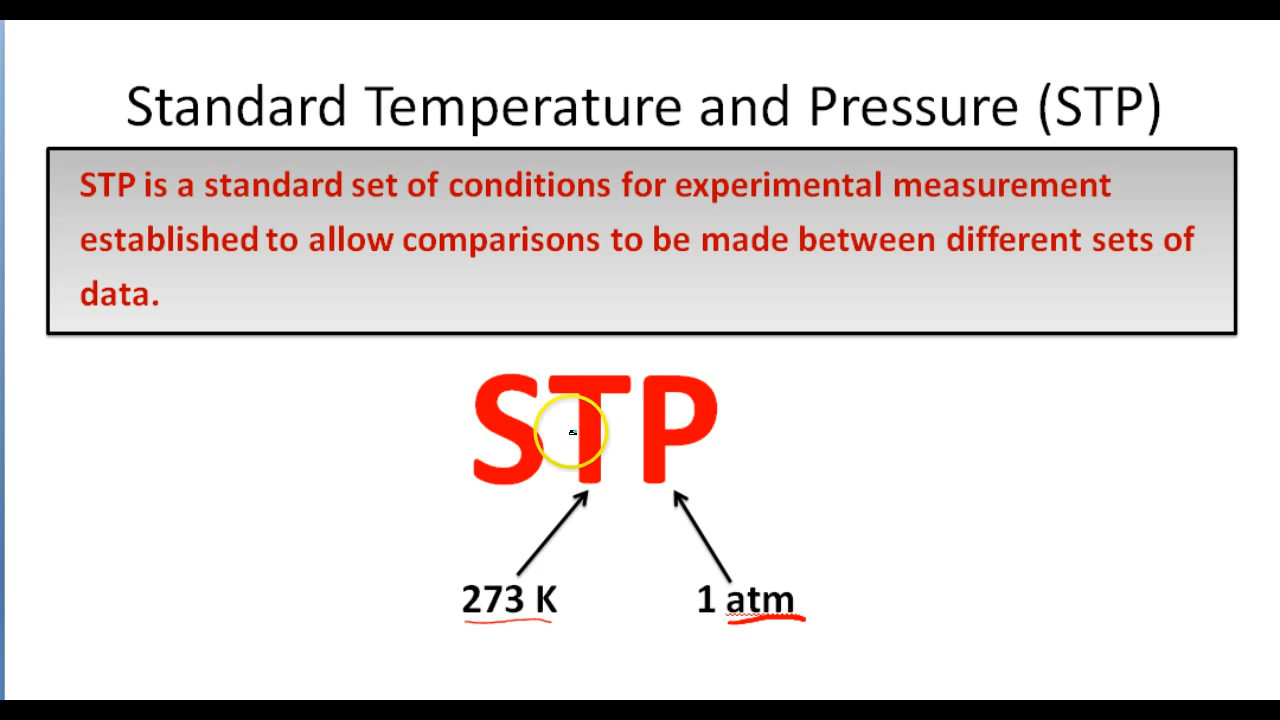 Standard Temperature and Pressure (STP)
STP is a standard set of conditions for experimental measurement
established to allow comparisons to be made between different sets of
data.
STP
273 K
1 atm